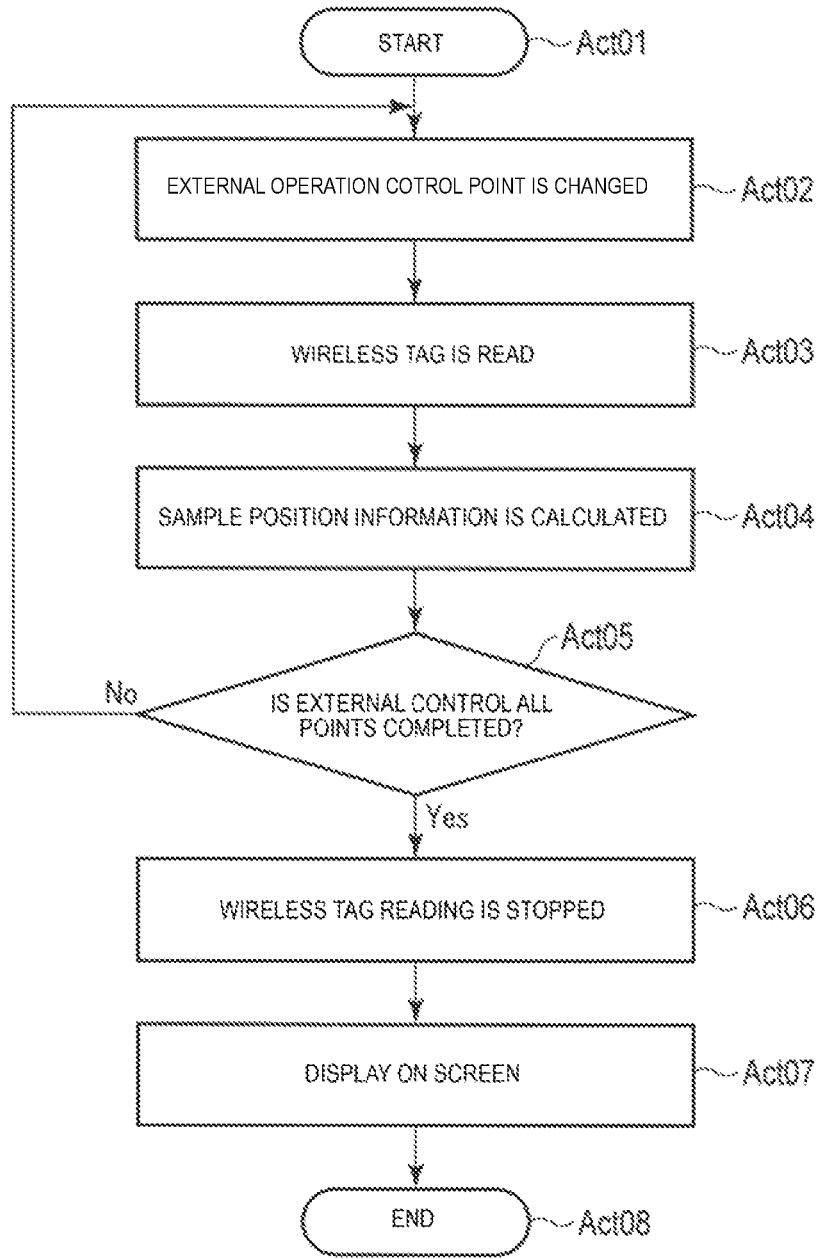 START
Act01
EXTERNAL OPERATION COTROL POINT IS CHANGED
Act02
WIRELESS TAG IS READ
Act03
SAMPLE POSITION INFORMATION IS CALCULATED
Act04
Act05
No
IS EXTERNAL CONTROL ALL
POINTS COMPLETED?
Yes
WIRELESS TAG READING IS STOPPED
Act06
DISPLAY ON SCREEN
Act07
END
Act08